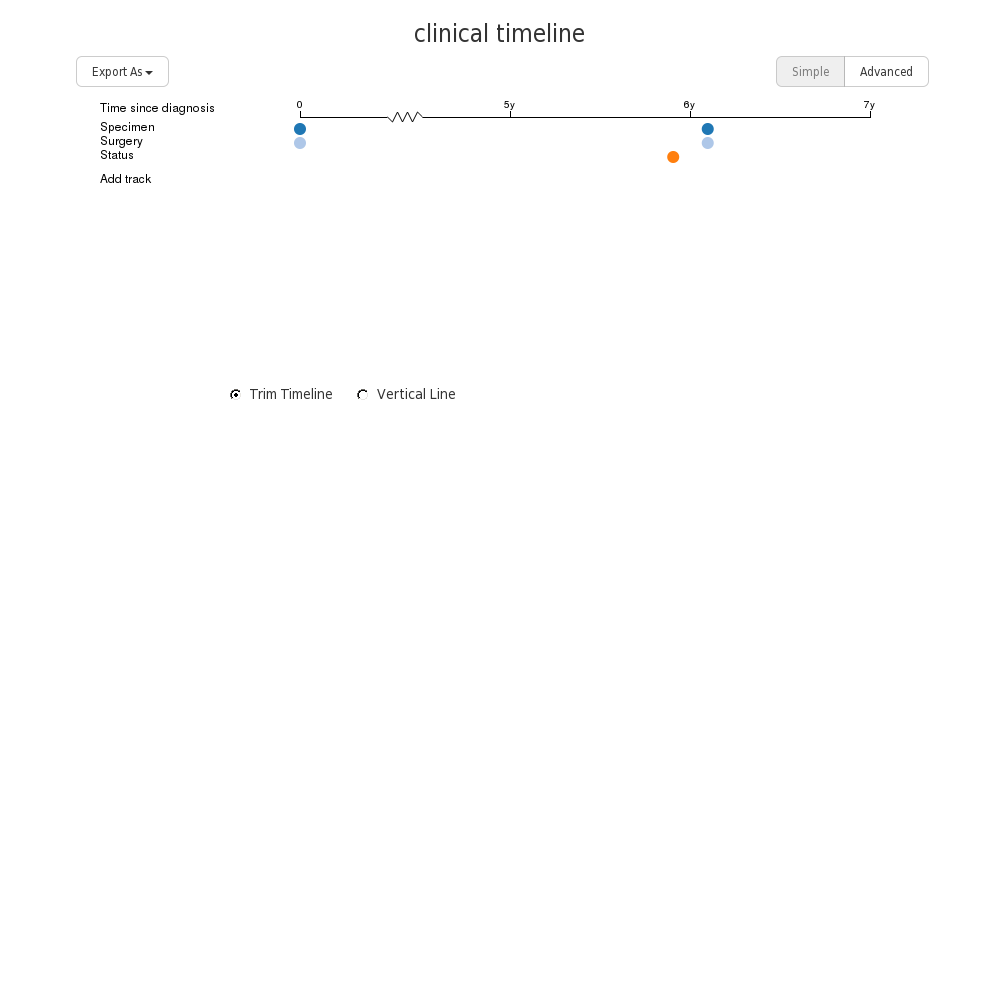 clinical timeline
Export As
Simple
Advanced
Time since diagnosis
0
5y
6y
7y
Specimen
Surgery
Status
Add track
Trim Timeline
Vertical Line